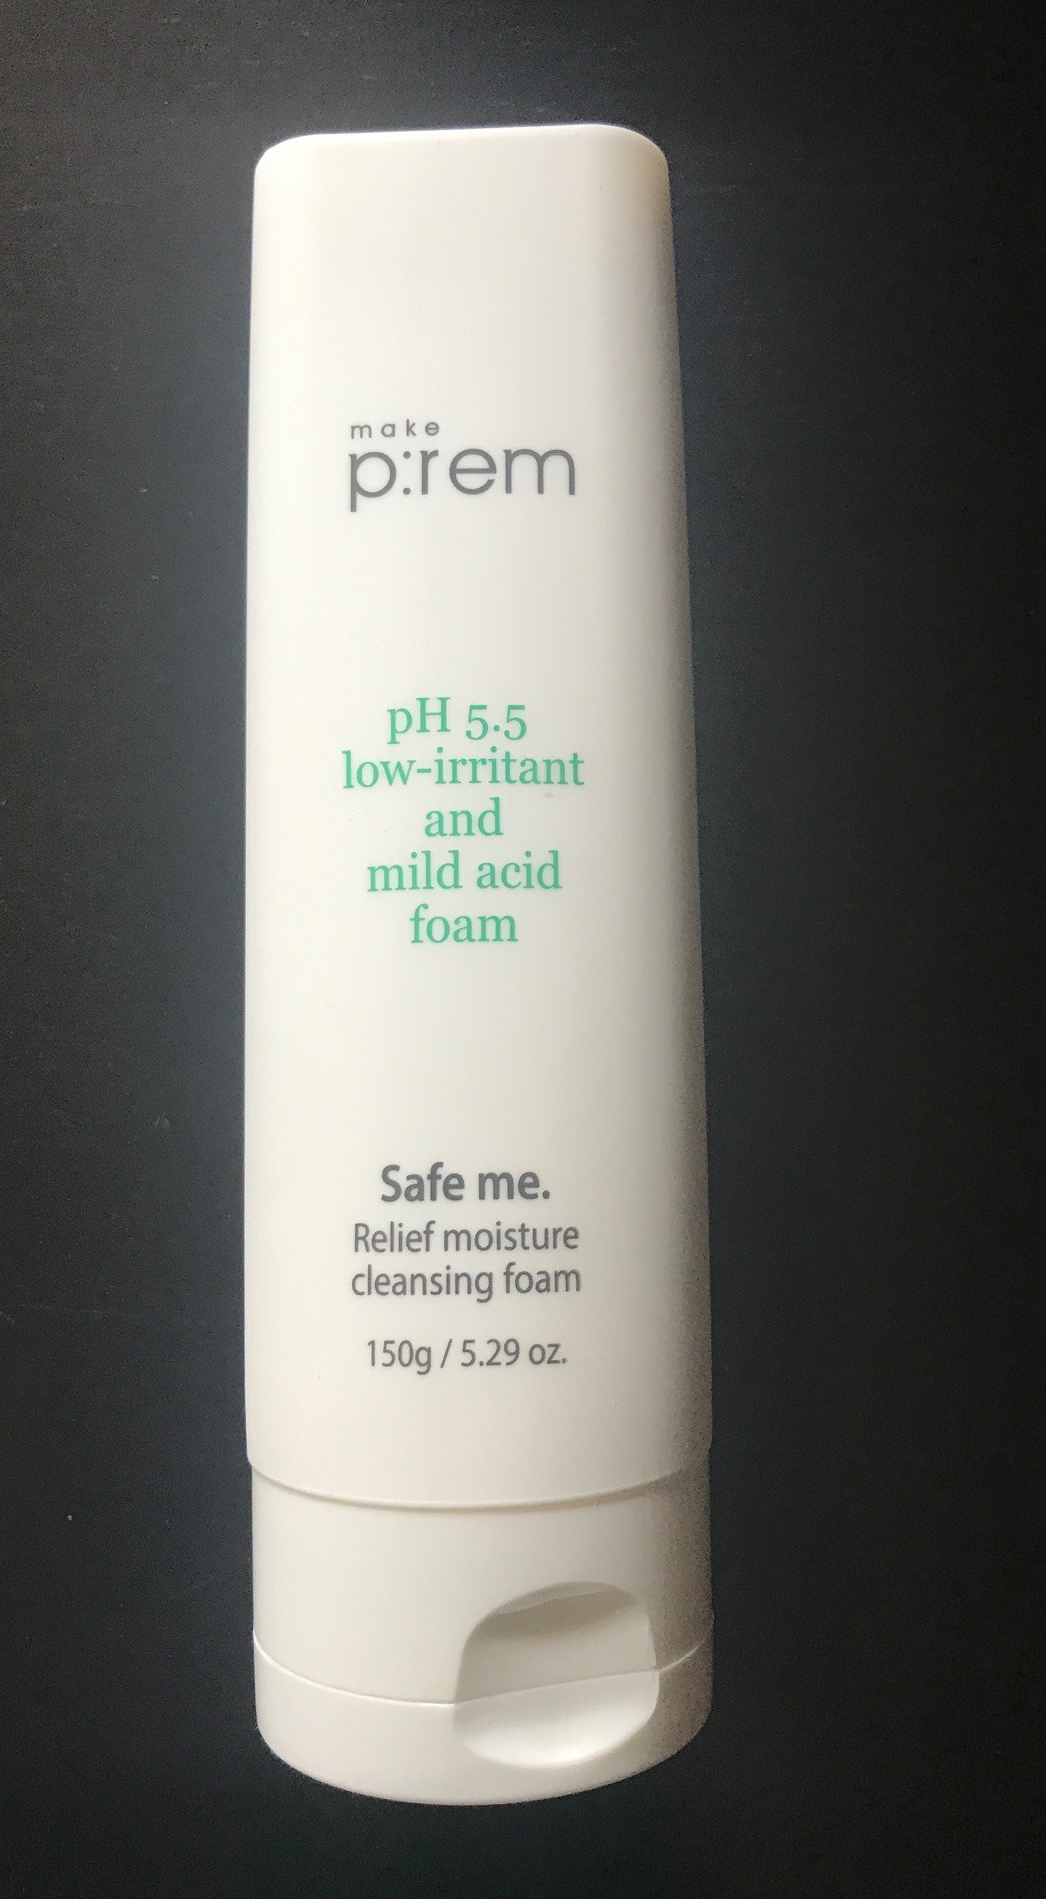 make
p:rem
pH 5.5
low-irritant
and
mild acid
foam
Safe me.
Relief moisture
cleansing foam
150g / 5.29 oz.